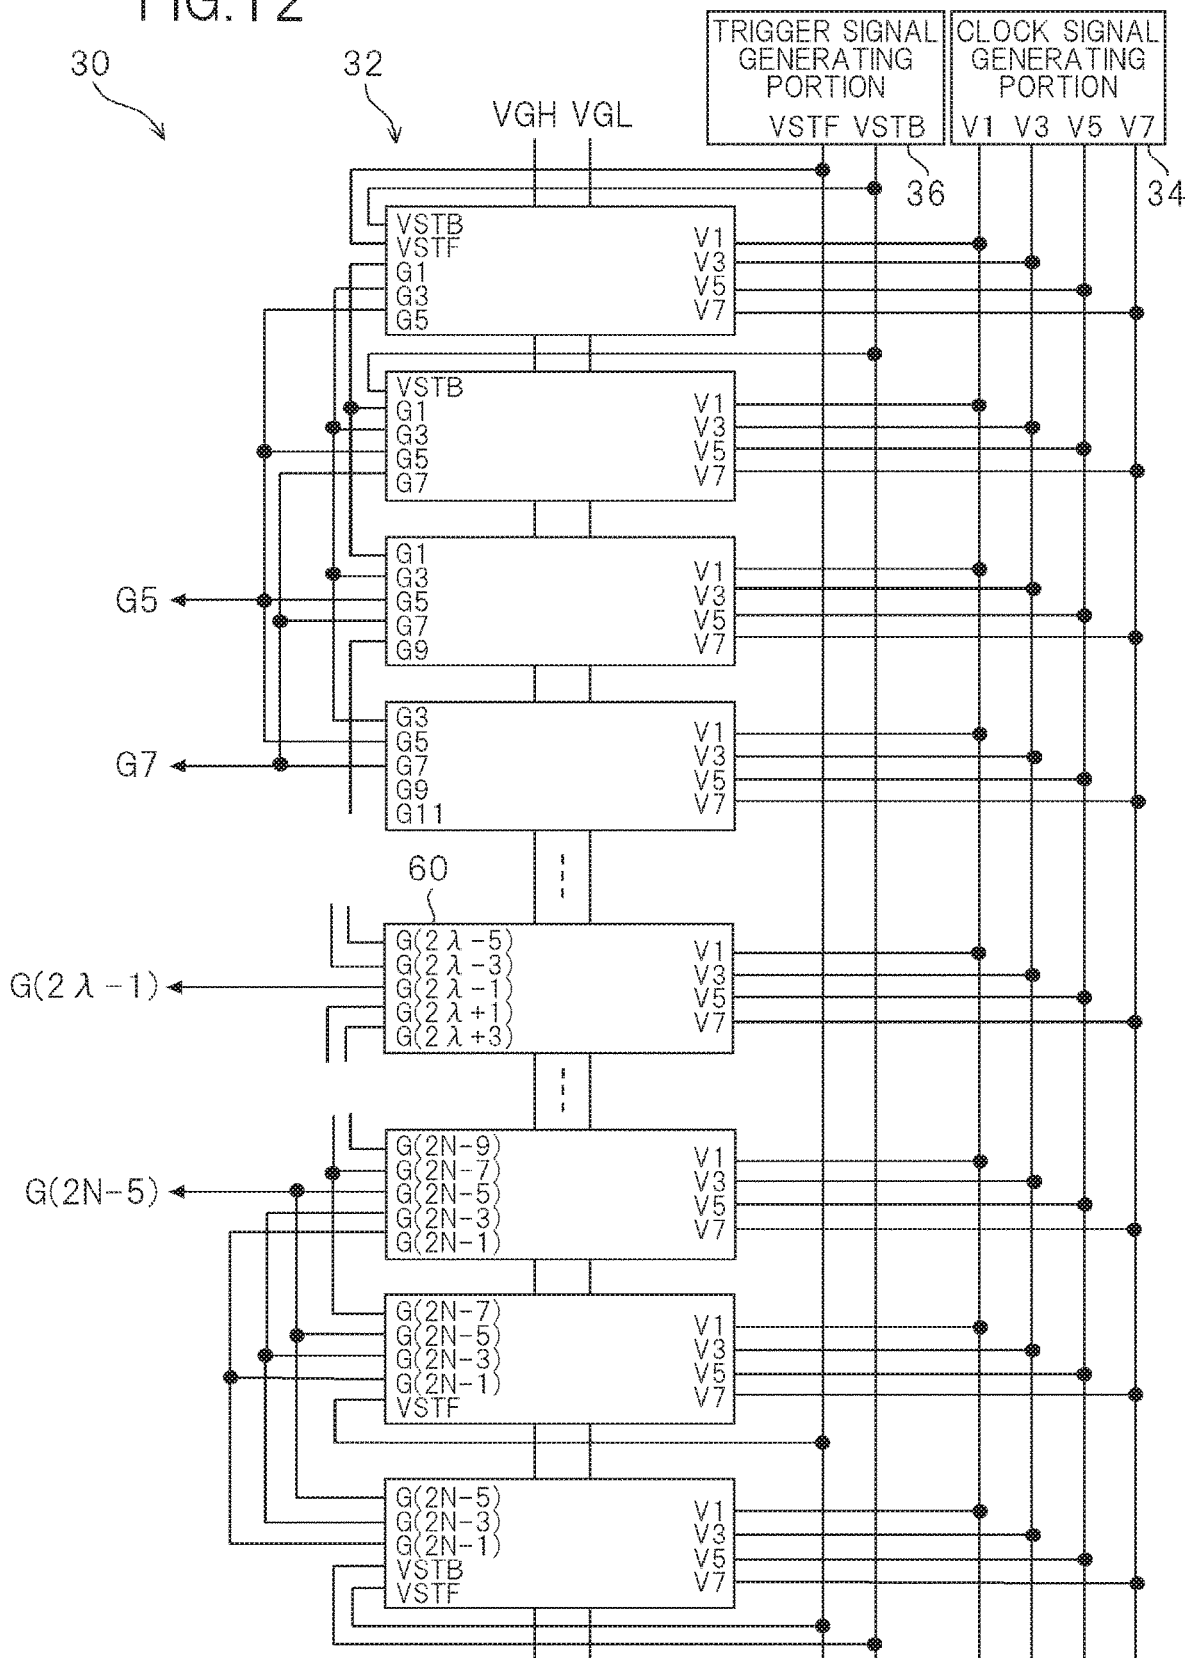 FIG.12
30
32
VGH VGL
TRIGGER SIGNAL
GENERATING
PORTION
VSTF VSTB
CLOCK SIGNAL
GENERATING
PORTION
V1 V3 V5 V7
36
34
VSTB
VSTF
G1
G3
G5
V1
V3
V5
V7
VSTB
G1
G3
G5
G7
V1
V3
V5
V7
G5
G1
G3
G5
G7
G9
V1
V3
V5
V7
G7
G3
G5
G7
G9
G11
V1
V3
V5
V7
60
G(2λ-1)
G(2λ-5)
G(2λ-3)
G(2λ-1)
G(2λ+1)
G(2λ+3)
V1
V3
V5
V7
G(2N-5)
G(2N-9)
G(2N-7)
G(2N-5)
G(2N-3)
G(2N-1)
V1
V3
V5
V7
G(2N-7)
G(2N-5)
G(2N-3)
G(2N-1)
VSTF
V1
V3
V5
V7
G(2N-5)
G(2N-3)
G(2N-1)
VSTB
VSTF
V1
V3
V5
V7